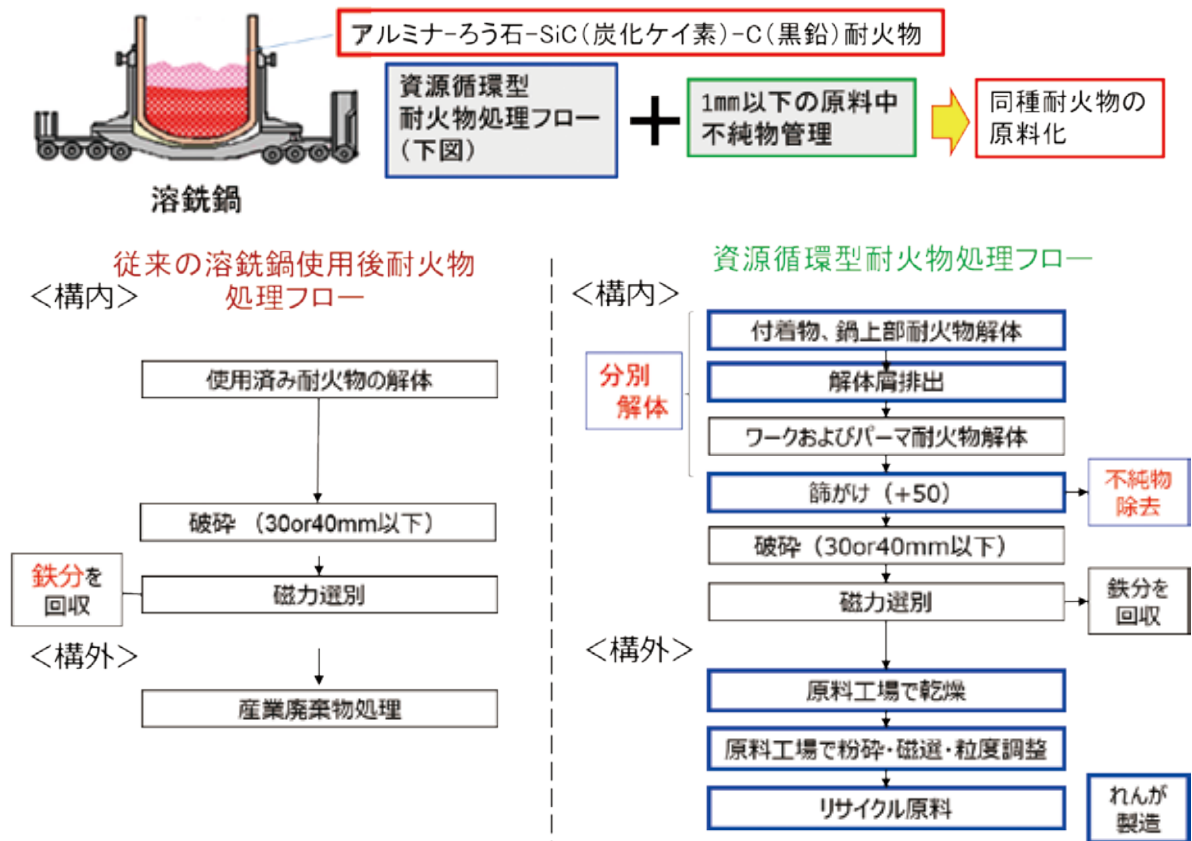 アルミナ-ろう石-SiC(炭化ケイ素)-C(黒鉛)耐火物
資源循環型
耐火物処理フロー
(下図)
+
1mm以下の原料中
不純物管理
同種耐火物の
原料化
溶銑鍋
従来の溶銑鍋使用後耐火物
処理フロー
<構内>
使用済み耐火物の解体
破砕 (30or40mm以下)
鉄分を
回収
磁力選別
<構外>
産業廃棄物処理
資源循環型耐火物処理フロー
<構内>
分別
解体
付着物、鍋上部耐火物解体
解体屑排出
ワークおよびパーマ耐火物解体
篩がけ (+50)
不純物
除去
破砕 (30or40mm以下)
磁力選別
鉄分を
回収
<構外>
原料工場で乾燥
原料工場で粉砕・磁選・粒度調整
リサイクル原料
れんが
製造